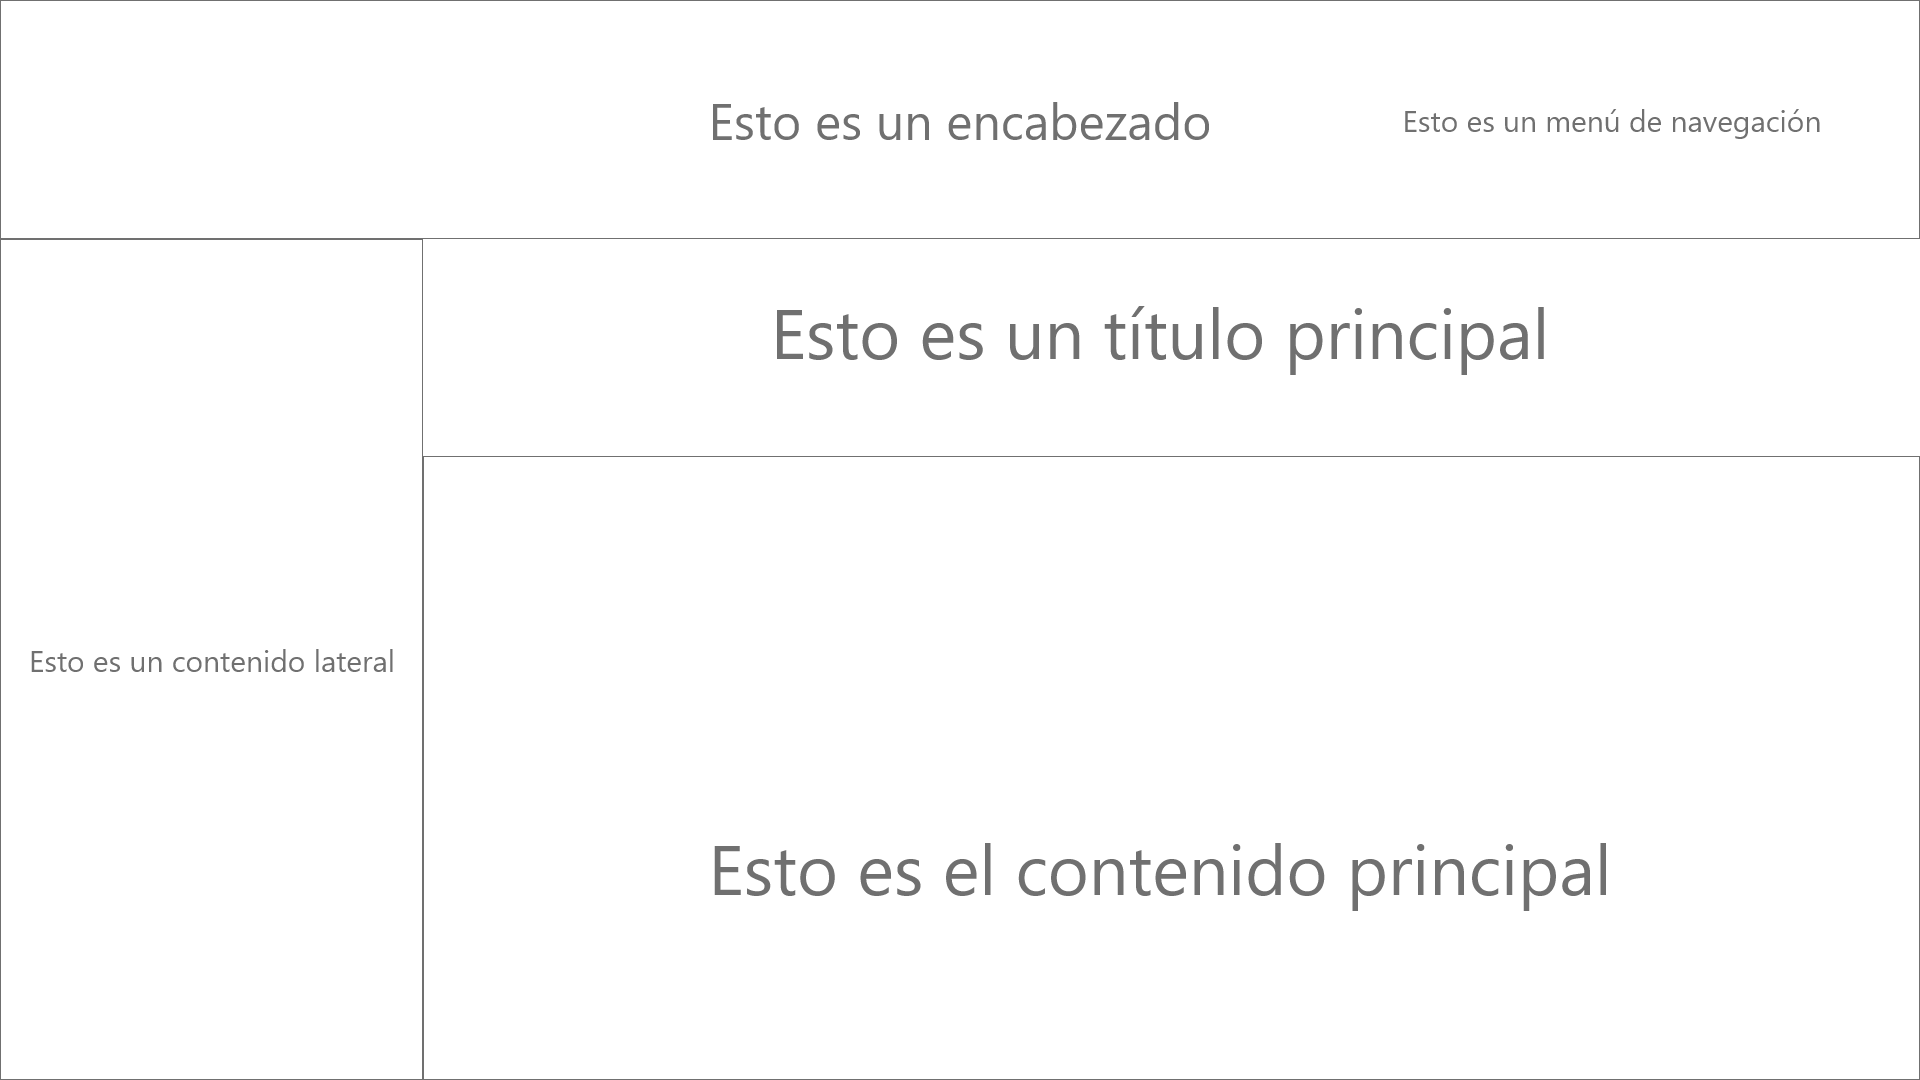 Esto es un encabezado
Esto es un menú de navegación
Esto es un título principal
Esto es un contenido lateral
Esto es el contenido principal